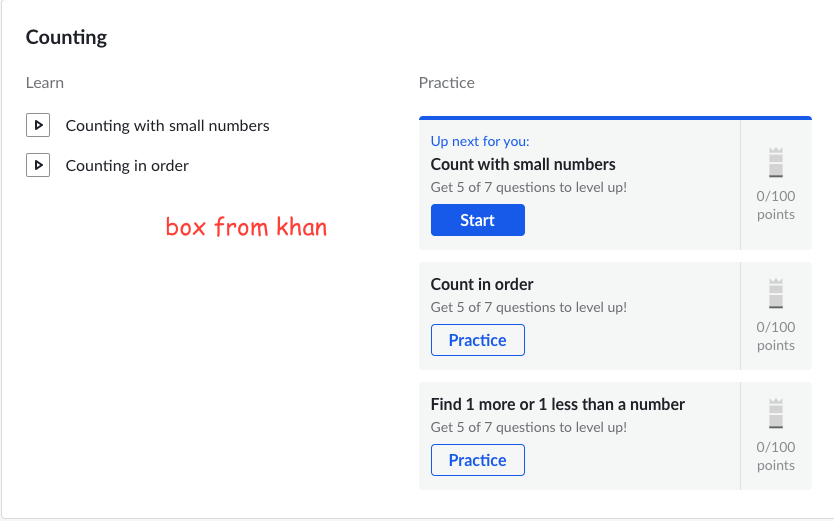 Counting
Learn
Counting with small numbers
Counting in order
box from khan
Practice
Up next for you:
Count with small numbers
Get 5 of 7 questions to level up!
Start
0/100
points
Count in order
Get 5 of 7 questions to level up!
Practice
0/100
points
Find 1 more or 1 less than a number
Get 5 of 7 questions to level up!
Practice
0/100
points